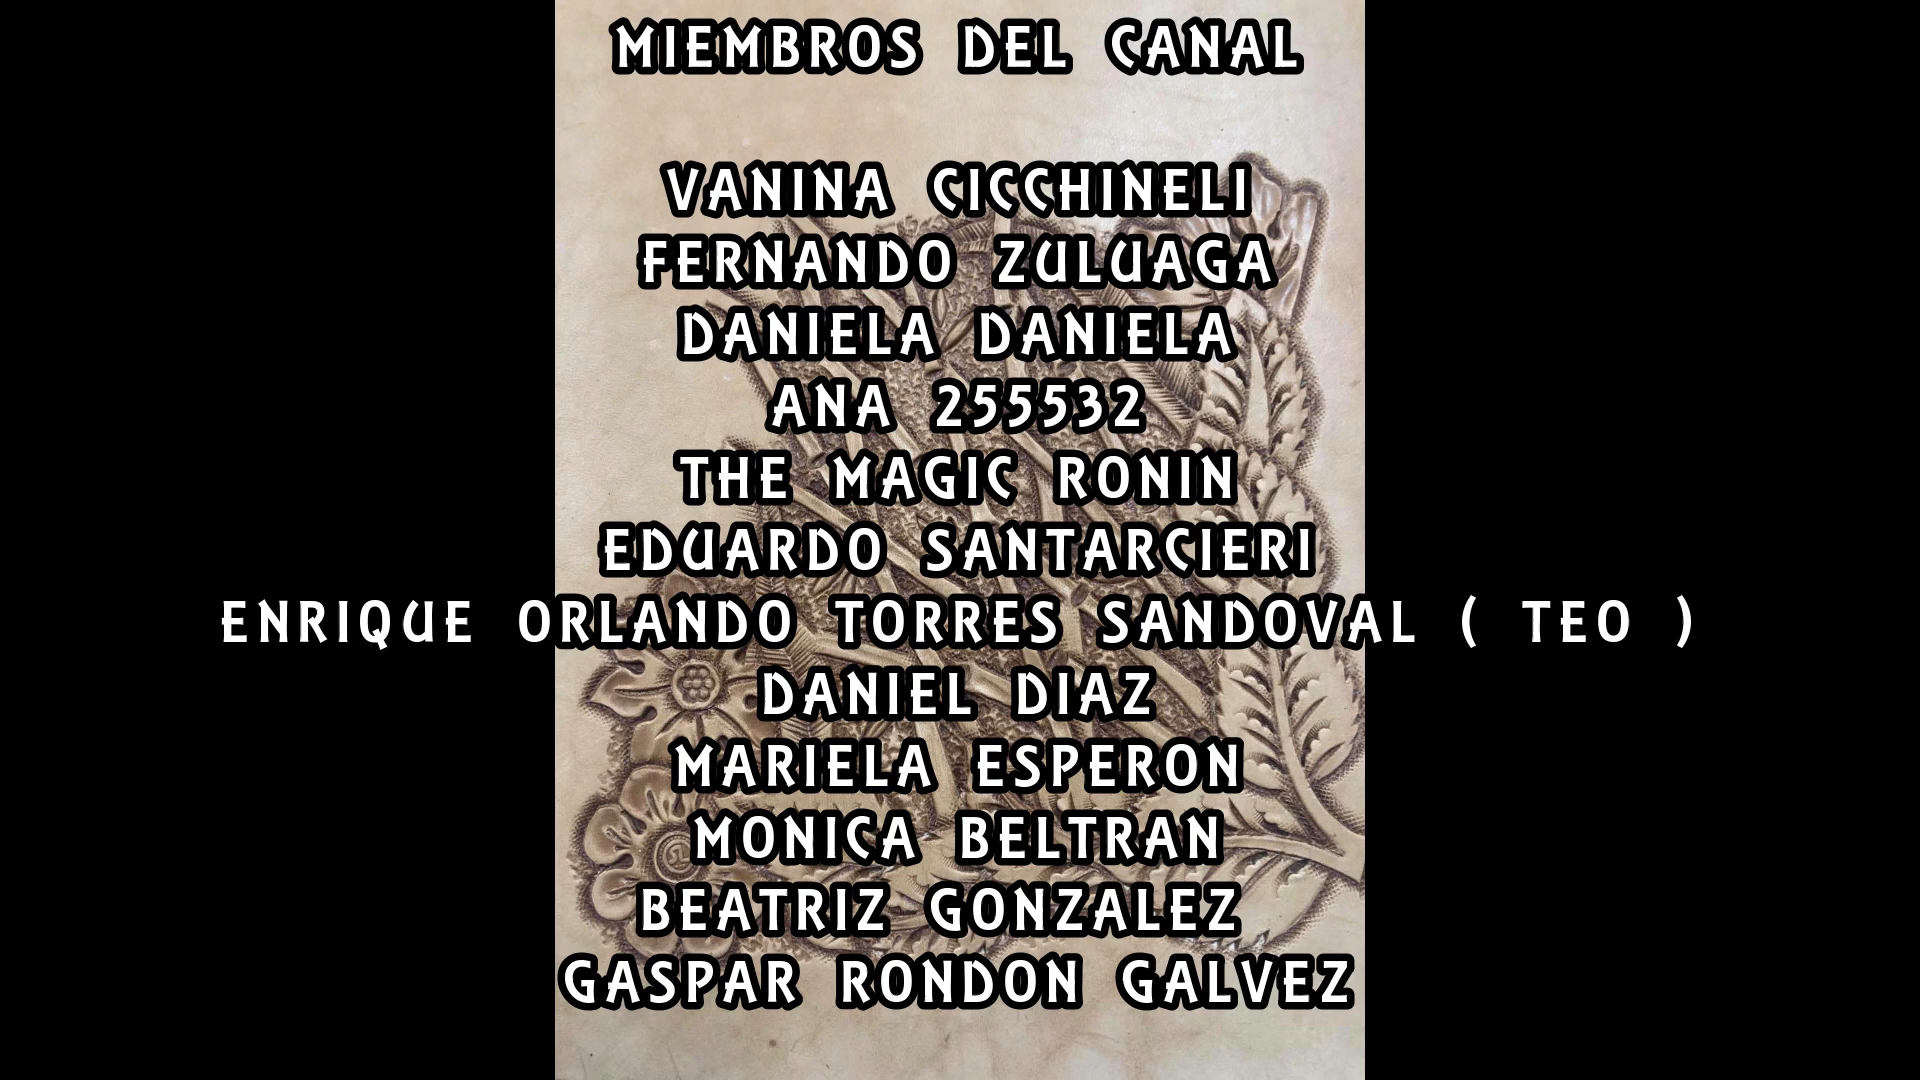 MIEMBROS DEL CANAL
VANINA CICCHINELI
FERNANDO ZULUAGA
DANIELA DANIELA
ANA 255532
THE MAGIC RONIN
EDUARDO SANTARCIERI
ENRIQUE ORLANDO TORRES SANDOVAL ( TEO )
DANIEL DIAZ
MARIELA ESPERON
MONICA BELTRAN
BEATRIZ GONZALEZ
GASPAR RONDON GALVEZ